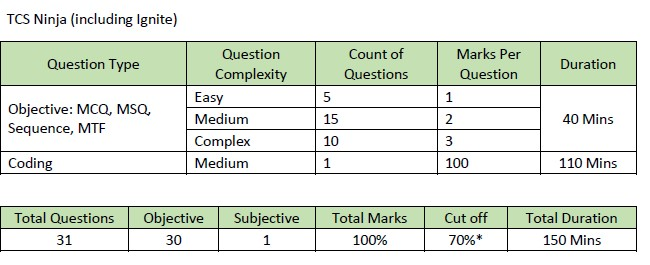 TCS Ninja (including Ignite)
Question Type Question Complexity Count of Questions Marks Per Question Duration
Objective: MCQ, MSQ, Sequence, MTF Easy 5 1 40 Mins
Medium 15 2
Complex 10 3
Coding Medium 1 100 110 Mins
Total Questions Objective Subjective Total Marks Cut off Total Duration
31 30 1 100% 70%* 150 Mins